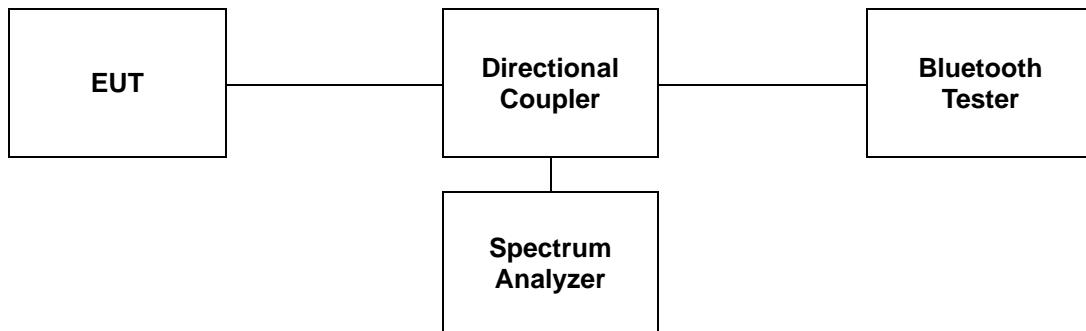 EUT
Directional
Coupler
Bluetooth
Tester
Spectrum
Analyzer